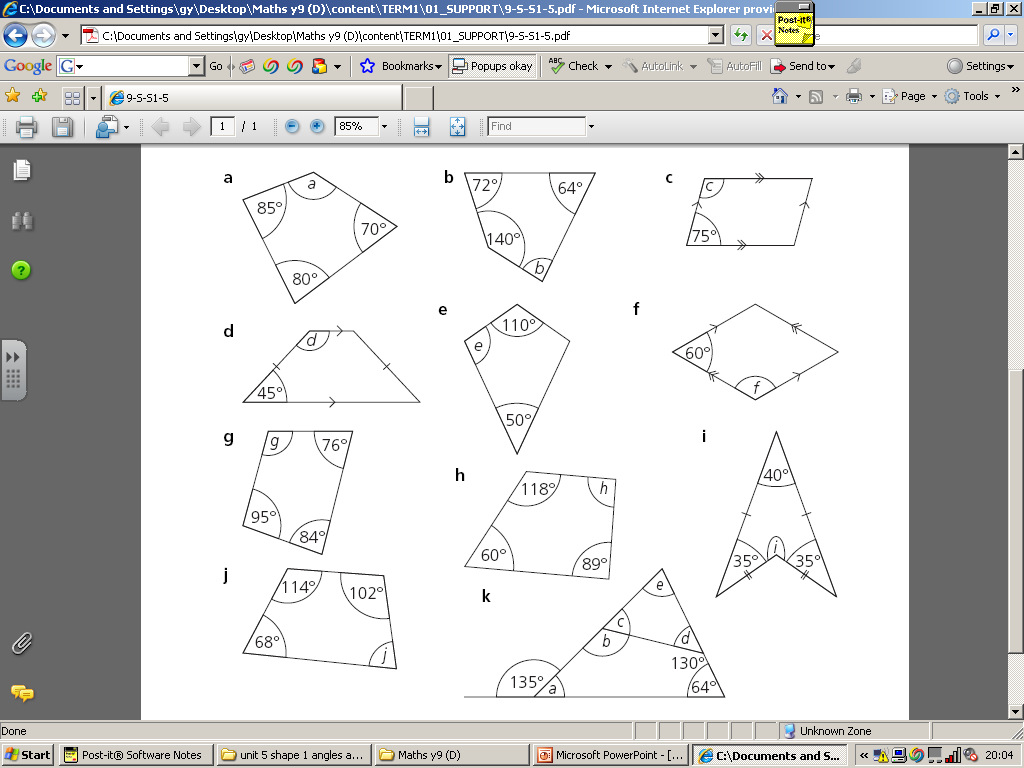 C:\Documents and Settings\gy\Desktop\Maths y9 (D)\content\TERM1\01_SUPPORT\9-S-S1-5.pdf - Microsoft Internet Explorer provi
Post-it®
Notes
C:\Documents and Settings\gy\Desktop\Maths y9 (D)\content\TERM1\01_SUPPORT\9-S-S1-5.pdf
Google G Go Bookmarks Popups okay ABC Check AutoLink AutoFill Send to Settings
9-S-S1-5 Page Tools
1 / 1 85% Find
a a 85° 70° 80°
b 72° 64° 140° b
c c 75°
d d 45°
e 110° e 50°
f 60° f
g g 76° 95° 84°
h 118° h 60° 89°
i 40° 35° i 35°
j 114° 102° 68° j
k e c b d 130° 135° a 64°
Done Unknown Zone
Start Post-it® Software Notes unit 5 shape 1 angles a... Maths y9 (D) Microsoft PowerPoint - [... C:\Documents and S... 20:04